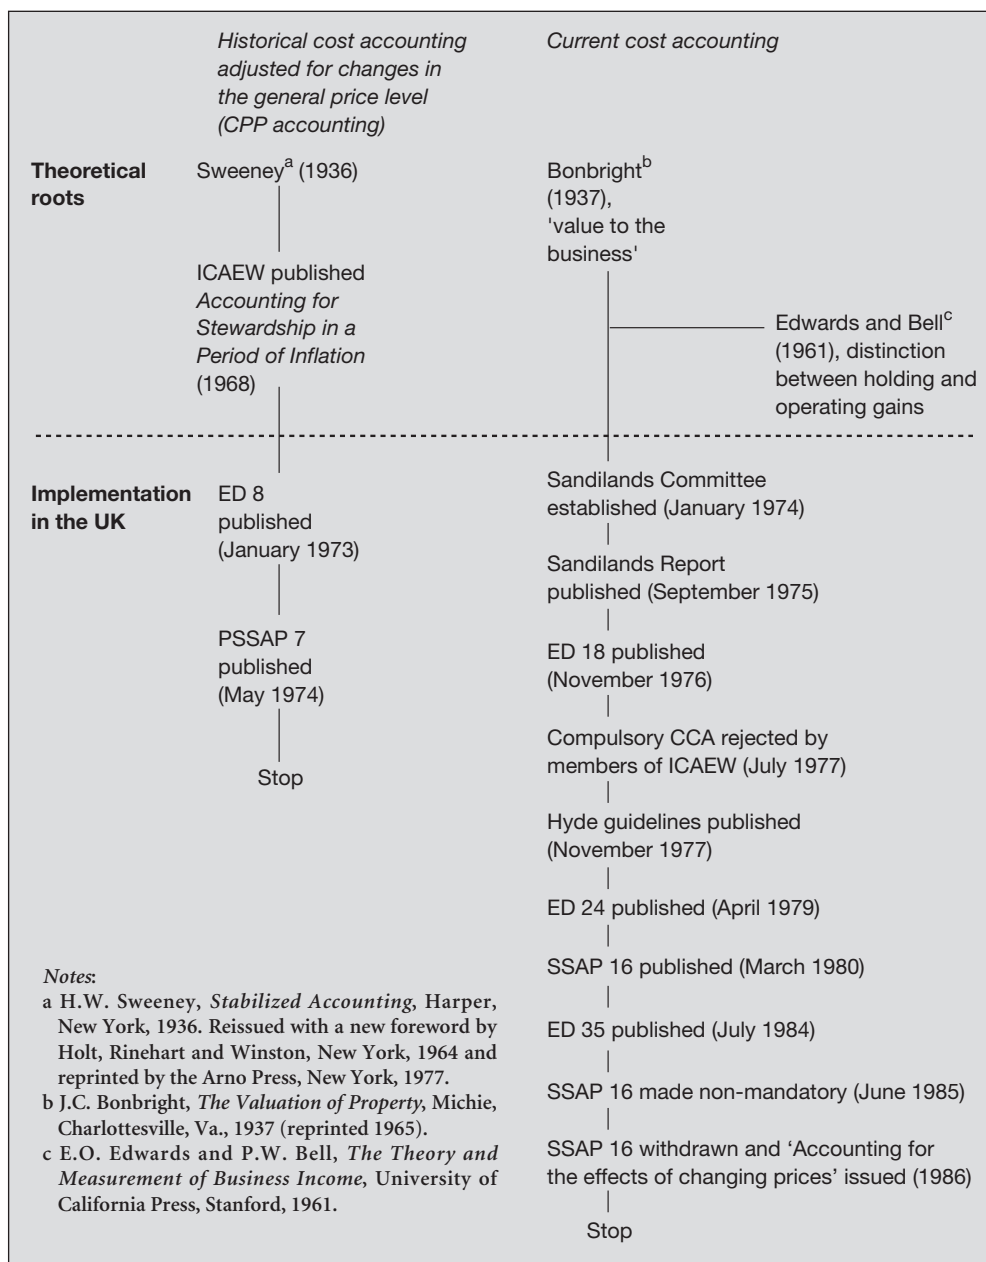 Historical cost accounting
adjusted for changes in
the general price level
(CPP accounting)
Current cost accounting
Theoretical
roots
Sweeneya (1936)
ICAEW published
Accounting for
Stewardship in a
Period of Inflation
(1968)
Bonbrightb
(1937),
'value to the
business'
Edwards and Bellc
(1961), distinction
between holding and
operating gains
Implementation
in the UK
ED 8
published
(January 1973)
PSSAP 7
published
(May 1974)
Stop
Sandilands Committee
established (January 1974)
Sandilands Report
published (September 1975)
ED 18 published
(November 1976)
Compulsory CCA rejected by
members of ICAEW (July 1977)
Hyde guidelines published
(November 1977)
ED 24 published (April 1979)
SSAP 16 published (March 1980)
ED 35 published (July 1984)
SSAP 16 made non-mandatory (June 1985)
SSAP 16 withdrawn and ‘Accounting for
the effects of changing prices’ issued (1986)
Stop
Notes:
a H.W. Sweeney, Stabilized Accounting, Harper,
New York, 1936. Reissued with a new foreword by
Holt, Rinehart and Winston, New York, 1964 and
reprinted by the Arno Press, New York, 1977.
b J.C. Bonbright, The Valuation of Property, Michie,
Charlottesville, Va., 1937 (reprinted 1965).
c E.O. Edwards and P.W. Bell, The Theory and
Measurement of Business Income, University of
California Press, Stanford, 1961.